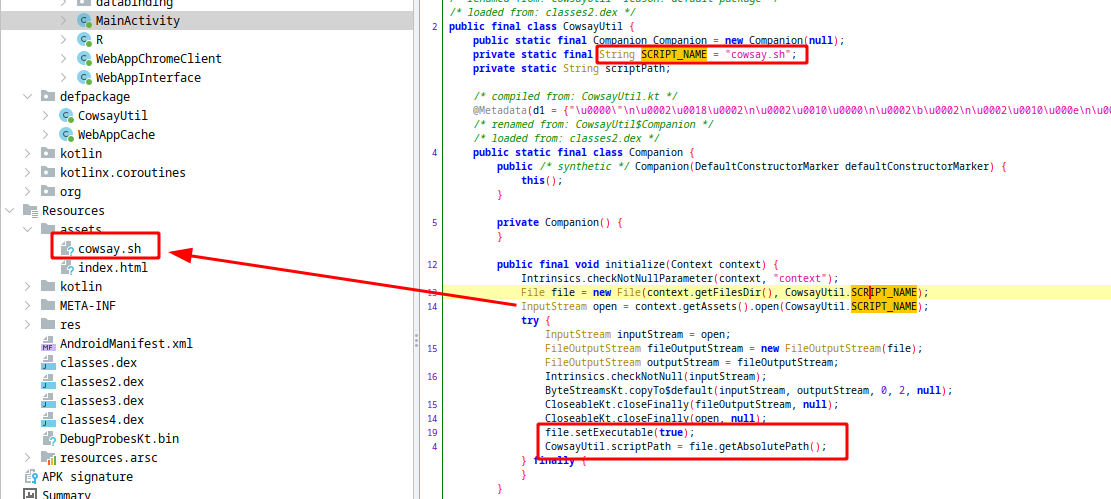 databinding
MainActivity
R
WebAppChromeClient
WebAppInterface
defpackage
CowsayUtil
WebAppCache
kotlin
kotlinx.coroutines
org
Resources
assets
cowsay.sh
index.html
kotlin
META-INF
res
AndroidManifest.xml
classes.dex
classes2.dex
classes3.dex
classes4.dex
DebugProbesKt.bin
resources.arsc
APK signature
Summary
/* loaded from: classes2.dex */
2 public final class CowsayUtil {
public static final Companion Companion = new Companion(null);
private static final String SCRIPT_NAME = "cowsay.sh";
private static String scriptPath;
/* compiled from: CowsayUtil.kt */
@Metadata(d1 = {"\u0000\"\n\u0002\u0018\u0002\n\u0002\u0010\u0000\n\u0002\b\u0002\n\u0002\u0010\u000e\n\u00
/* renamed from: CowsayUtil$Companion */
/* loaded from: classes2.dex */
4 public static final class Companion {
public /* synthetic */ Companion(DefaultConstructorMarker defaultConstructorMarker) {
this();
}
5 private Companion() {
}
12 public final void initialize(Context context) {
Intrinsics.checkNotNullParameter(context, "context");
13 File file = new File(context.getFilesDir(), CowsayUtil.SCRIPT_NAME);
14 InputStream open = context.getAssets().open(CowsayUtil.SCRIPT_NAME);
try {
InputStream inputStream = open;
15 FileOutputStream fileOutputStream = new FileOutputStream(file);
FileOutputStream outputStream = fileOutputStream;
16 Intrinsics.checkNotNull(inputStream);
ByteStreamsKt.copyTo$default(inputStream, outputStream, 0, 2, null);
15 CloseableKt.closeFinally(fileOutputStream, null);
14 CloseableKt.closeFinally(open, null);
19 file.setExecutable(true);
4 CowsayUtil.scriptPath = file.getAbsolutePath();
} finally {
}
}